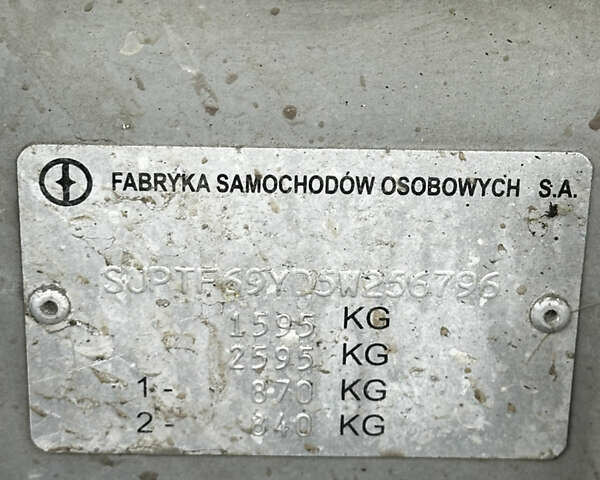 FABRYKA SAMOCHODÓW OSOBOWYCH S.A.
SUPTF69YD5W256796
1595 KG
2595 KG
1- 870 KG
2- 840 KG